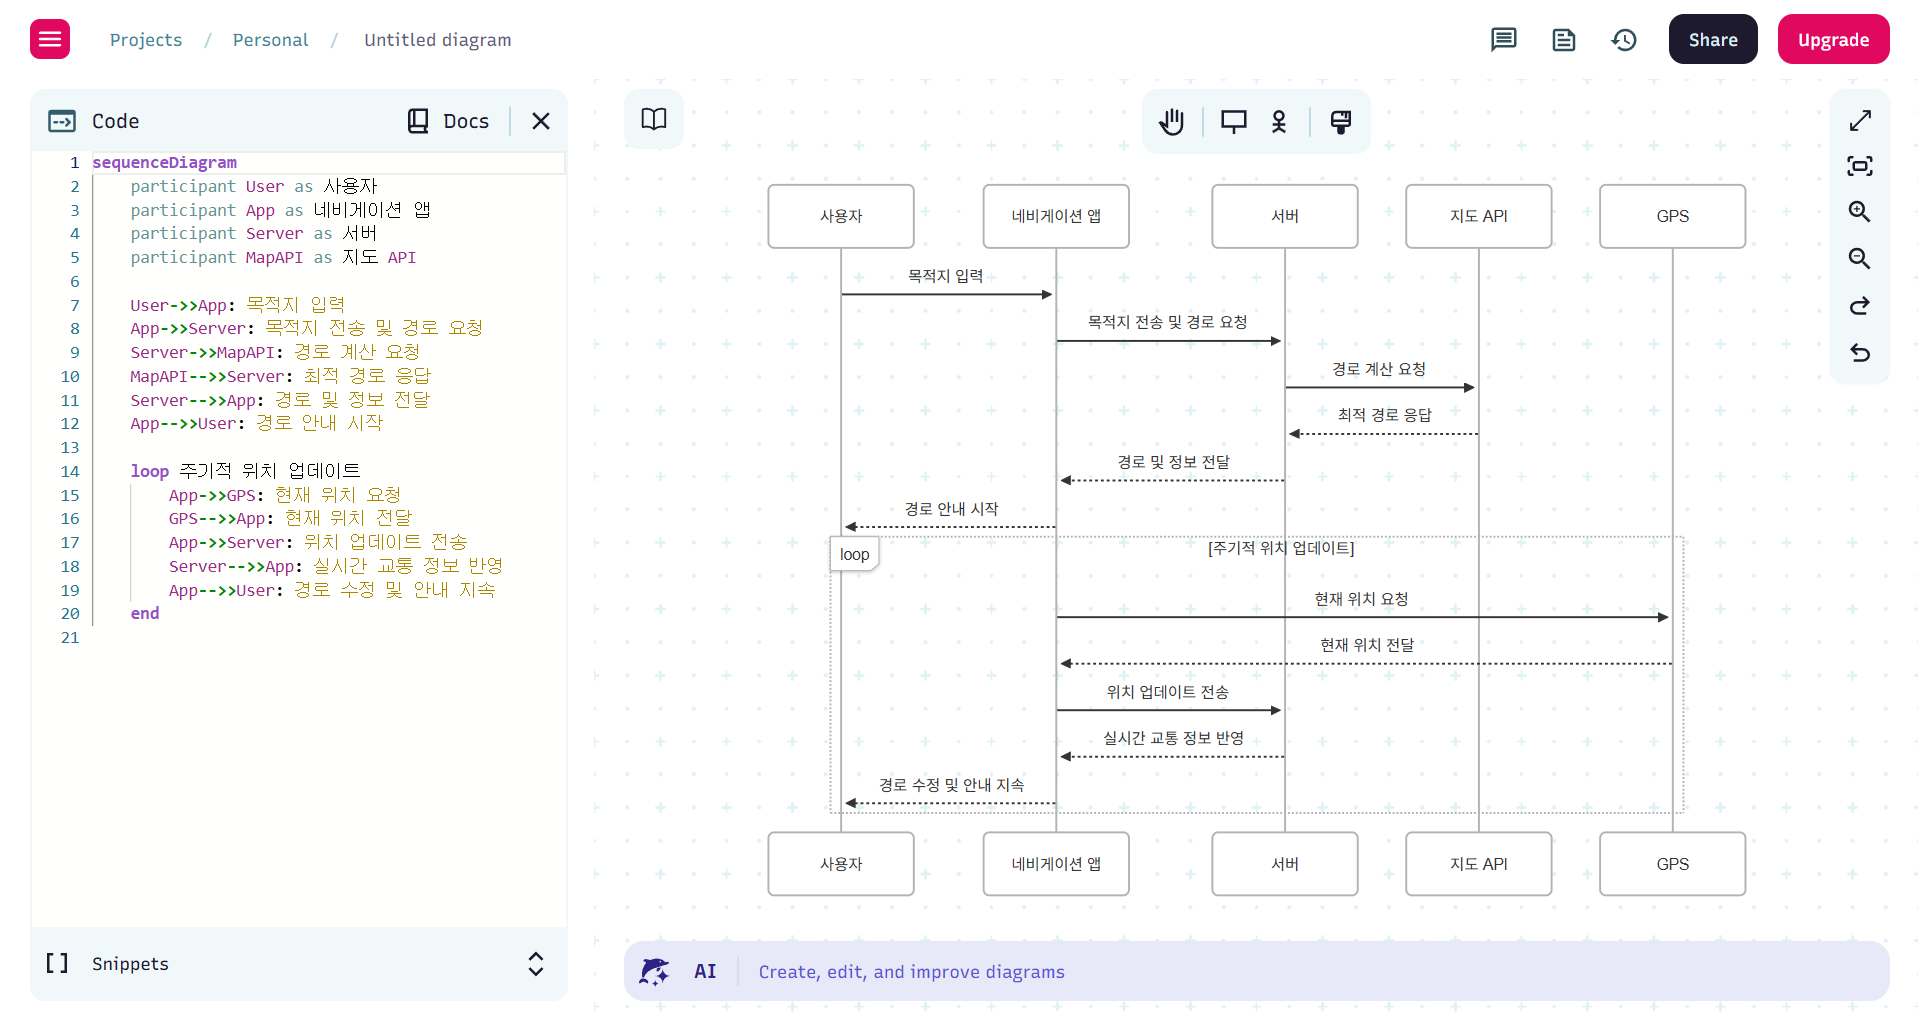 Projects / Personal / Untitled diagram
Share
Upgrade
Code
Docs
1 sequenceDiagram
2 participant User as 사용자
3 participant App as 네비게이션 앱
4 participant Server as 서버
5 participant MapAPI as 지도 API
6
7 User->>App: 목적지 입력
8 App->>Server: 목적지 전송 및 경로 요청
9 Server->>MapAPI: 경로 계산 요청
10 MapAPI-->>Server: 최적 경로 응답
11 Server-->>App: 경로 및 정보 전달
12 App-->>User: 경로 안내 시작
13
14 loop 주기적 위치 업데이트
15 App->>GPS: 현재 위치 요청
16 GPS-->>App: 현재 위치 전달
17 App->>Server: 위치 업데이트 전송
18 Server-->>App: 실시간 교통 정보 반영
19 App-->>User: 경로 수정 및 안내 지속
20 end
21
Snippets
사용자 네비게이션 앱 서버 지도 API GPS
목적지 입력
목적지 전송 및 경로 요청
경로 계산 요청
최적 경로 응답
경로 및 정보 전달
경로 안내 시작
loop [주기적 위치 업데이트]
현재 위치 요청
현재 위치 전달
위치 업데이트 전송
실시간 교통 정보 반영
경로 수정 및 안내 지속
사용자 네비게이션 앱 서버 지도 API GPS
AI Create, edit, and improve diagrams